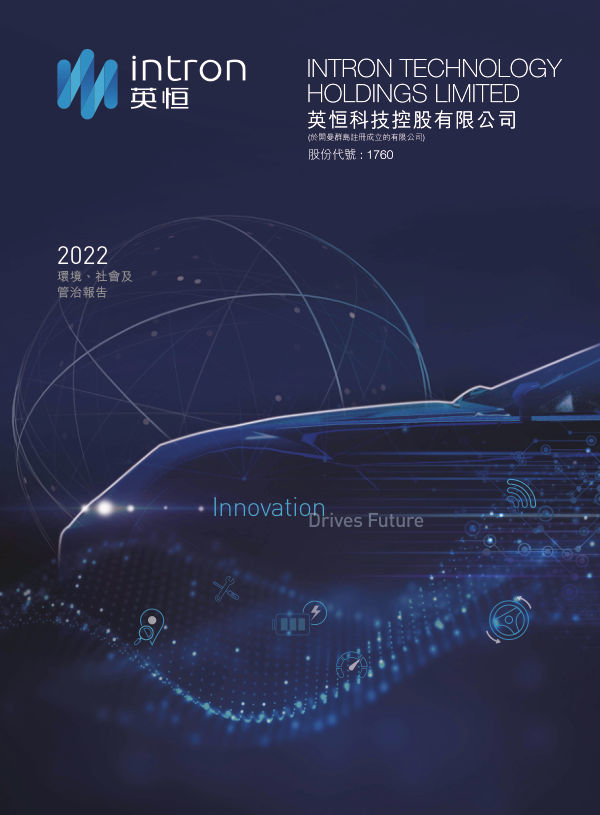 intron
英恒
INTRON TECHNOLOGY
HOLDINGS LIMITED
英恒科技控股有限公司
(於開曼群島註冊成立的有限公司)
股份代號：1760
2022
環境、社會及
管治報告
Innovation
Drives Future